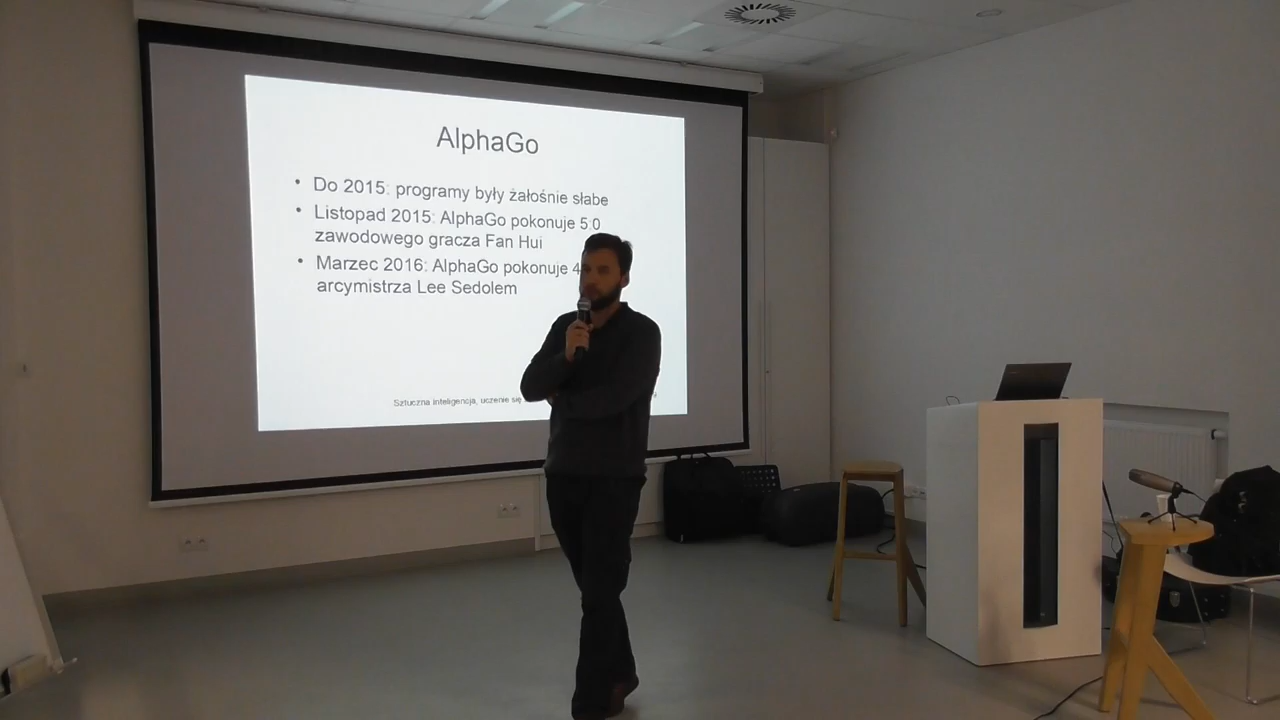 AlphaGo
• Do 2015: programy były żałośnie słabe
• Listopad 2015: AlphaGo pokonuje 5:0
zawodowego gracza Fan Hui
• Marzec 2016: AlphaGo pokonuje 4
arcymistrza Lee Sedolem
Sztuczna inteligencja, uczenie się